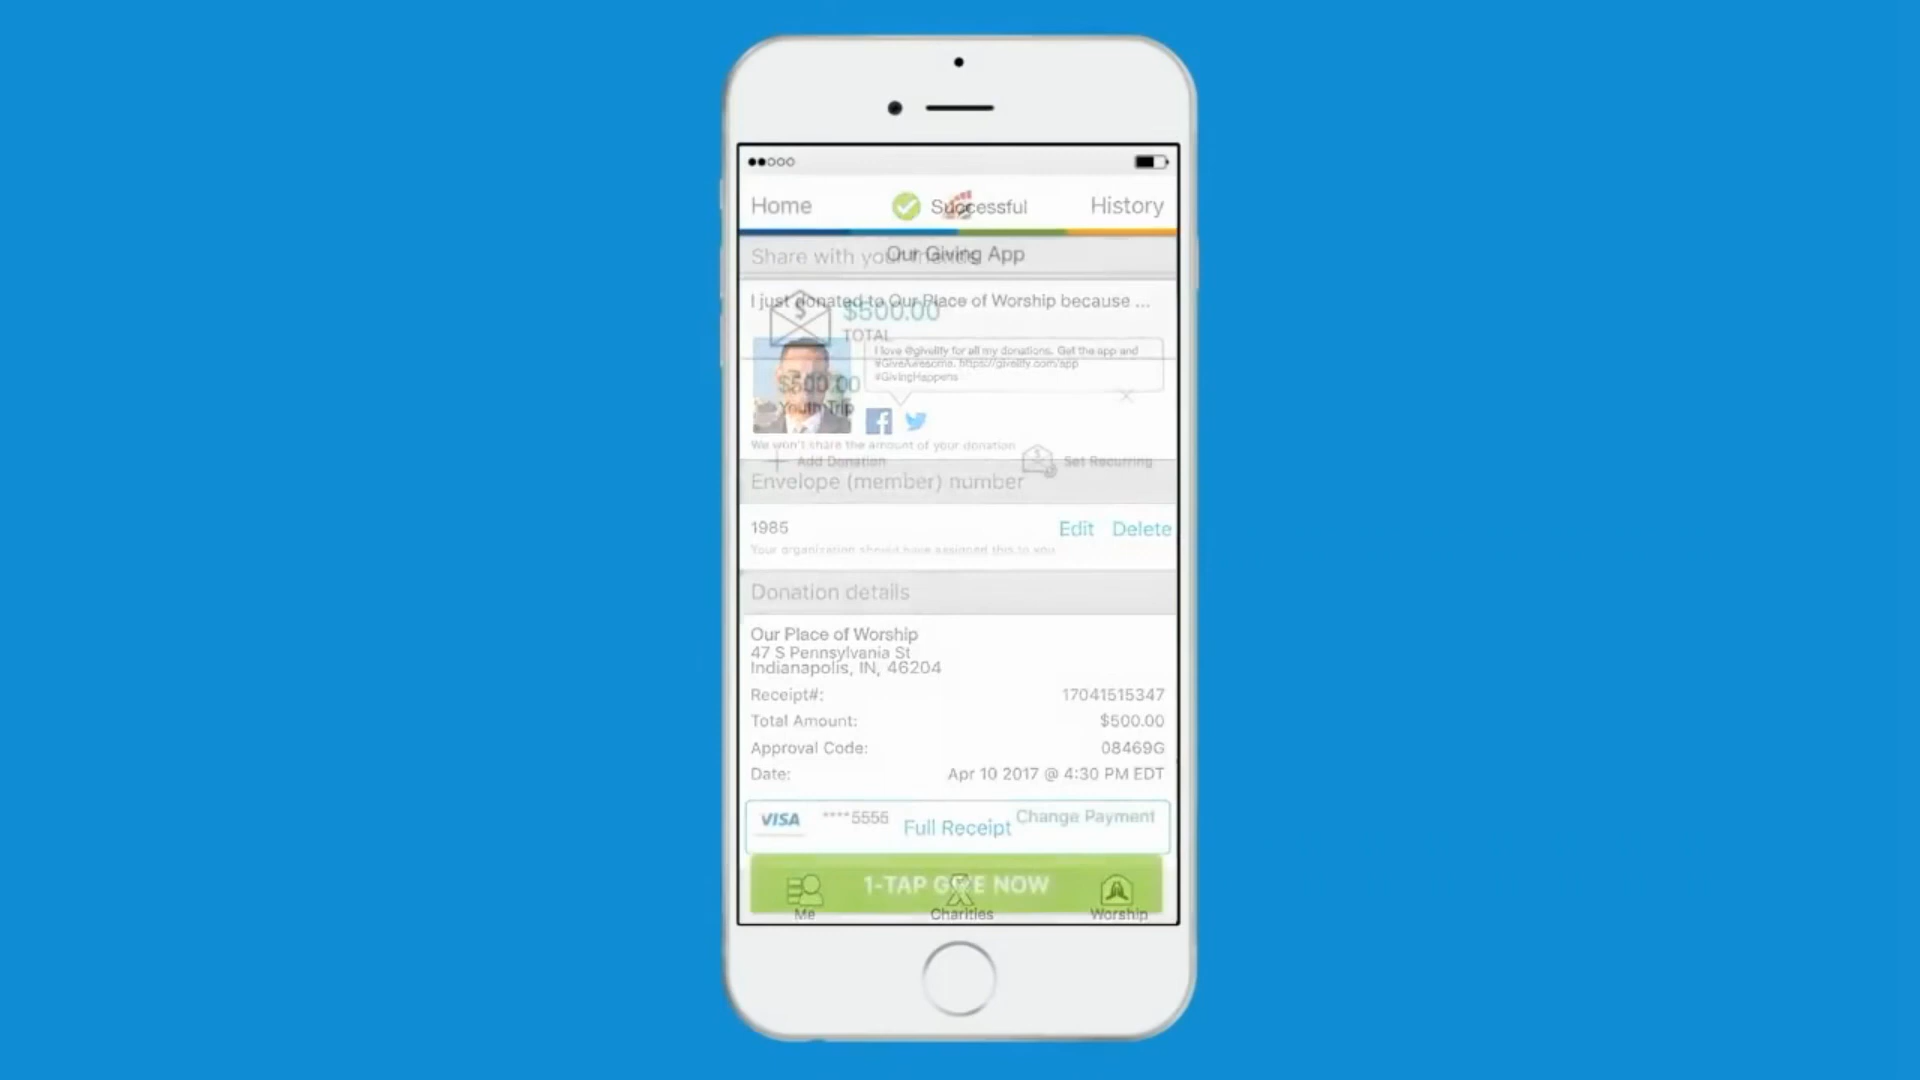 Home
Successful
History
Share with your friends
Our Giving App
I just donated to Our Place of Worship because ...
$500.00
TOTAL
I love @givelify for all my donations. Get the app and
#GiveAwesome. https://givelify.com/app
#GivingHappens
$500.00
Youth Trip
We won't share the amount of your donation
Add Donation
Set Recurring
Envelope (member) number
1985
Edit Delete
Your organization should have assigned this to you
Donation details
Our Place of Worship
47 S Pennsylvania St
Indianapolis, IN, 46204
Receipt#: 17041515347
Total Amount: $500.00
Approval Code: 08469G
Date: Apr 10 2017 @ 4:30 PM EDT
VISA ****5555
Full Receipt
Change Payment
1-TAP GIVE NOW
Me
Charities
Worship